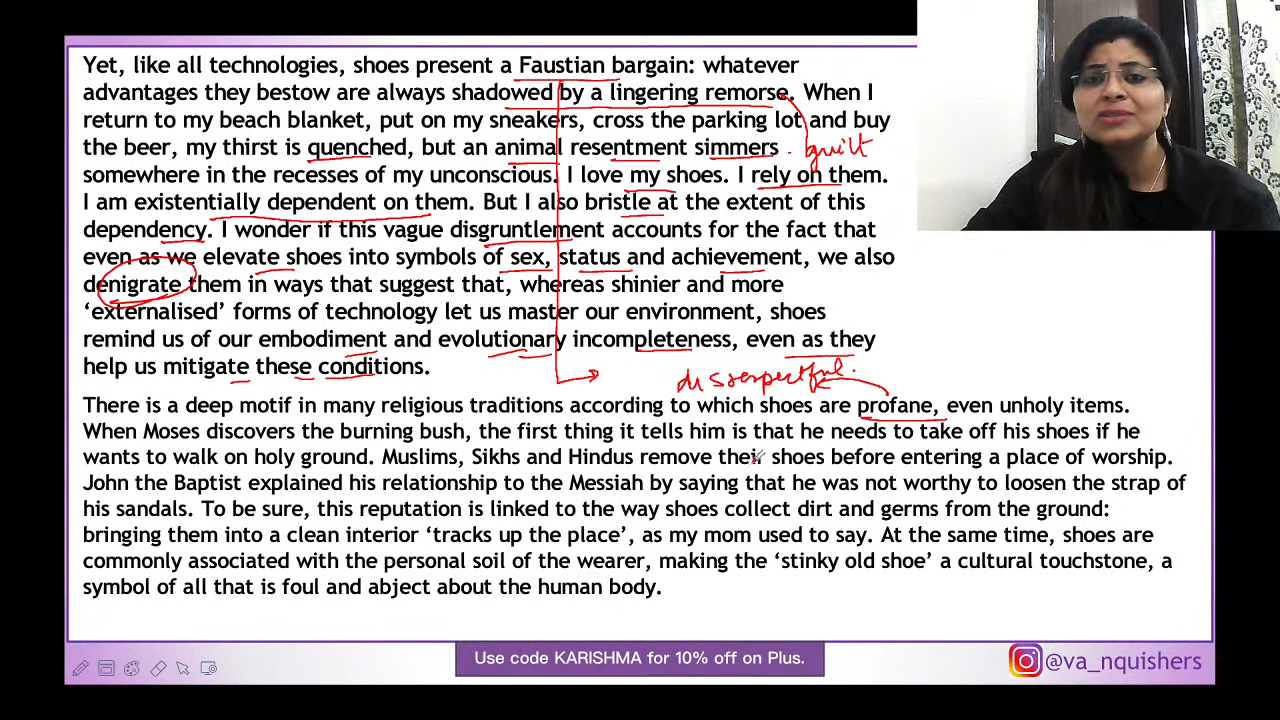 Yet, like all technologies, shoes present a Faustian bargain: whatever
advantages they bestow are always shadowed by a lingering remorse. When I
return to my beach blanket, put on my sneakers, cross the parking lot and buy
the beer, my thirst is quenched, but an animal resentment simmers
guilt
somewhere in the recesses of my unconscious. I love my shoes. I rely on them.
I am existentially dependent on them. But I also bristle at the extent of this
dependency. I wonder if this vague disgruntlement accounts for the fact that
even as we elevate shoes into symbols of sex, status and achievement, we also
denigrate them in ways that suggest that, whereas shinier and more
‘externalised’ forms of technology let us master our environment, shoes
remind us of our embodiment and evolutionary incompleteness, even as they
help us mitigate these conditions.
disrespectful.
There is a deep motif in many religious traditions according to which shoes are profane, even unholy items.
When Moses discovers the burning bush, the first thing it tells him is that he needs to take off his shoes if he
wants to walk on holy ground. Muslims, Sikhs and Hindus remove their shoes before entering a place of worship.
John the Baptist explained his relationship to the Messiah by saying that he was not worthy to loosen the strap of
his sandals. To be sure, this reputation is linked to the way shoes collect dirt and germs from the ground:
bringing them into a clean interior ‘tracks up the place’, as my mom used to say. At the same time, shoes are
commonly associated with the personal soil of the wearer, making the ‘stinky old shoe’ a cultural touchstone, a
symbol of all that is foul and abject about the human body.
Use code KARISHMA for 10% off on Plus.
@va_nquishers